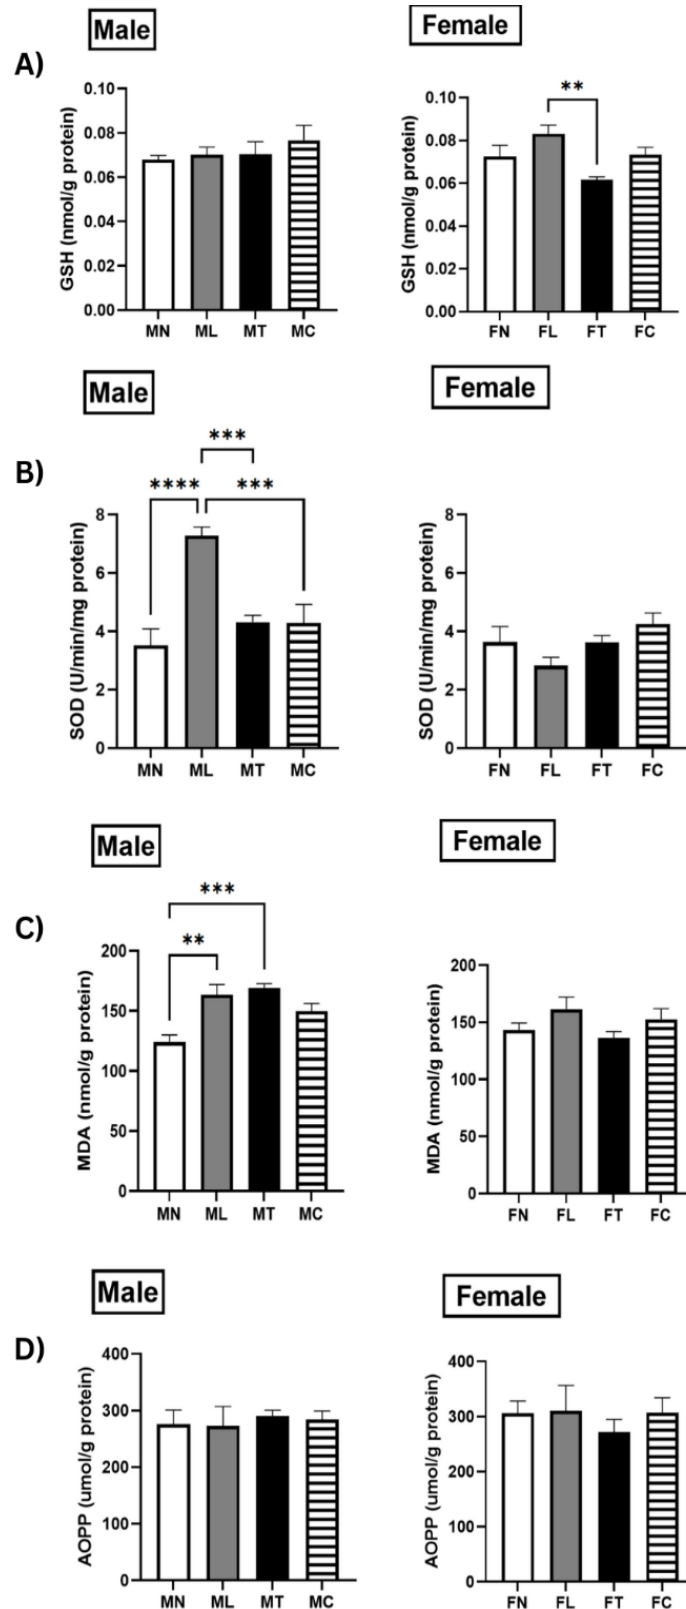 Male
Female
A)
GSH (nmol/g protein)
0.10
0.08
0.06
0.04
0.02
0.00
MN ML MT MC
GSH (nmol/g protein)
0.10
0.08
0.06
0.04
0.02
0.00
**
FN FL FT FC
Male
Female
B)
SOD (U/min/mg protein)
8
6
4
2
0
***
**** ***
MN ML MT MC
SOD (U/min/mg protein)
8
6
4
2
0
FN FL FT FC
Male
Female
C)
MDA (nmol/g protein)
200
150
100
50
0
***
**
MN ML MT MC
MDA (nmol/g protein)
200
150
100
50
0
FN FL FT FC
Male
Female
D)
AOPP (umol/g protein)
400
300
200
100
0
MN ML MT MC
AOPP (umol/g protein)
400
300
200
100
0
FN FL FT FC